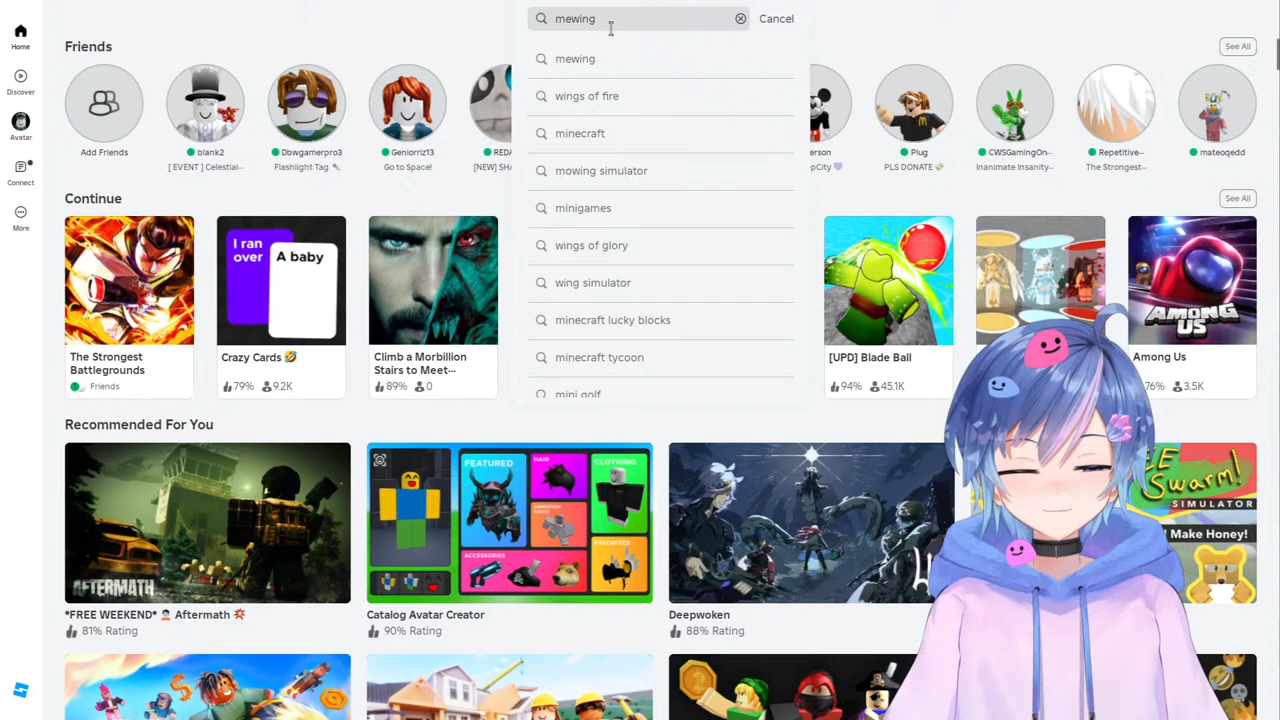 mewing
Cancel
Home
Discover
Avatar
Connect
More
Friends
See All
Add Friends
blank2
[ EVENT ] Celestial--
Dbwgamerpro3
Flashlight Tag
Geniorriz13
Go to Space!
REDA
[NEW] SHA
erson
pCity
Plug
PLS DONATE
CWSGamingOn--
Inanimate Insanity--
Repetitive--
The Strongest--
mateoqedd
mewing
wings of fire
minecraft
mowing simulator
minigames
wings of glory
wing simulator
minecraft lucky blocks
minecraft tycoon
mini golf
Continue
See All
I ran
over
A baby
AMONG
US
The Strongest
Battlegrounds
Friends
Crazy Cards
79% 9.2K
Climb a Morbillion
Stairs to Meet--
89% 0
[UPD] Blade Ball
94% 45.1K
Among Us
76% 3.5K
Recommended For You
AFTERMATH
FEATURED
HAIR
CLOTHING
ANIMATION
PACKS
ACCESSORIES
FAVORITES
Swarm!
SIMULATOR
Make Honey!
*FREE WEEKEND* Aftermath
81% Rating
Catalog Avatar Creator
90% Rating
Deepwoken
88% Rating